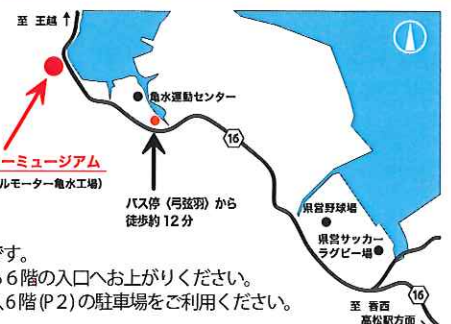 至 王越
亀水運動センター
16
ーミュージアム
ルモーター亀水工場)
バス停〈弓弦羽〉から
徒歩約12分
県営野球場
県営サッカー
ラグビー場
です。
ら6階の入口へお上がりください。
、6階(P2)の駐車場をご利用ください。
16
至 香西
高松駅方面